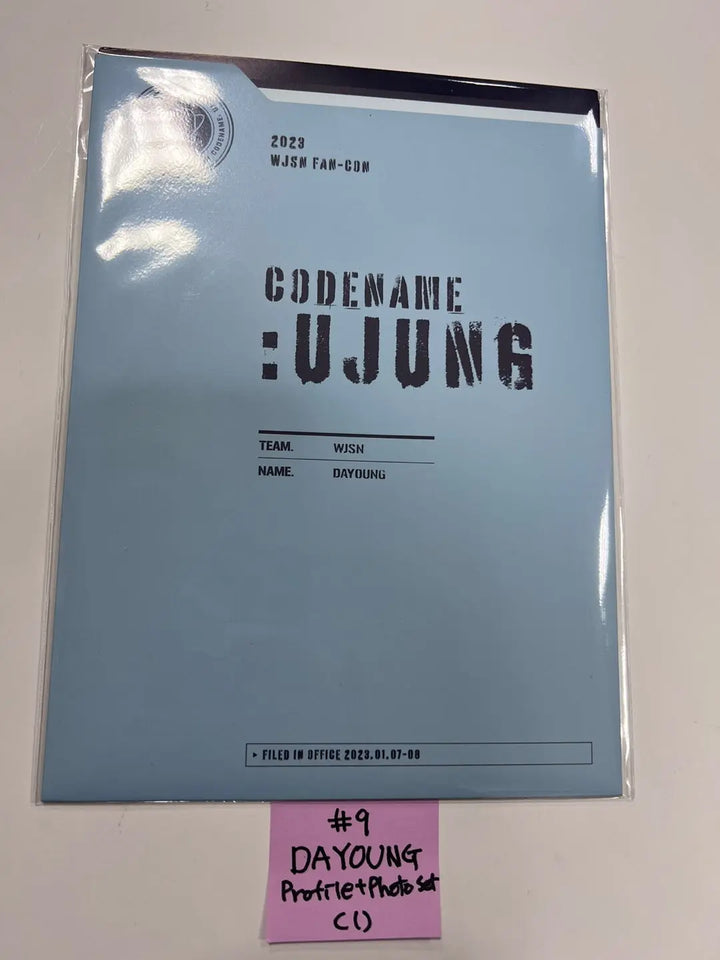 CODENAME:
2023
WJSN FAN-CON
CODENAME
:UJUNG
TEAM. WJSN
NAME. DAYOUNG
▸ FILED IN OFFICE 2023.01.07-08
#9
DAYOUNG
Profile+Photo set
(1)